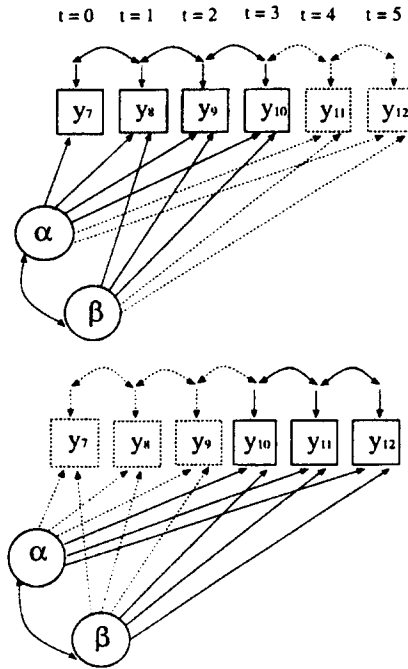 t = 0 t = 1 t = 2 t = 3 t = 4 t = 5
y7 y8 y9 y10 y11 y12
α
β
y7 y8 y9 y10 y11 y12
α
β